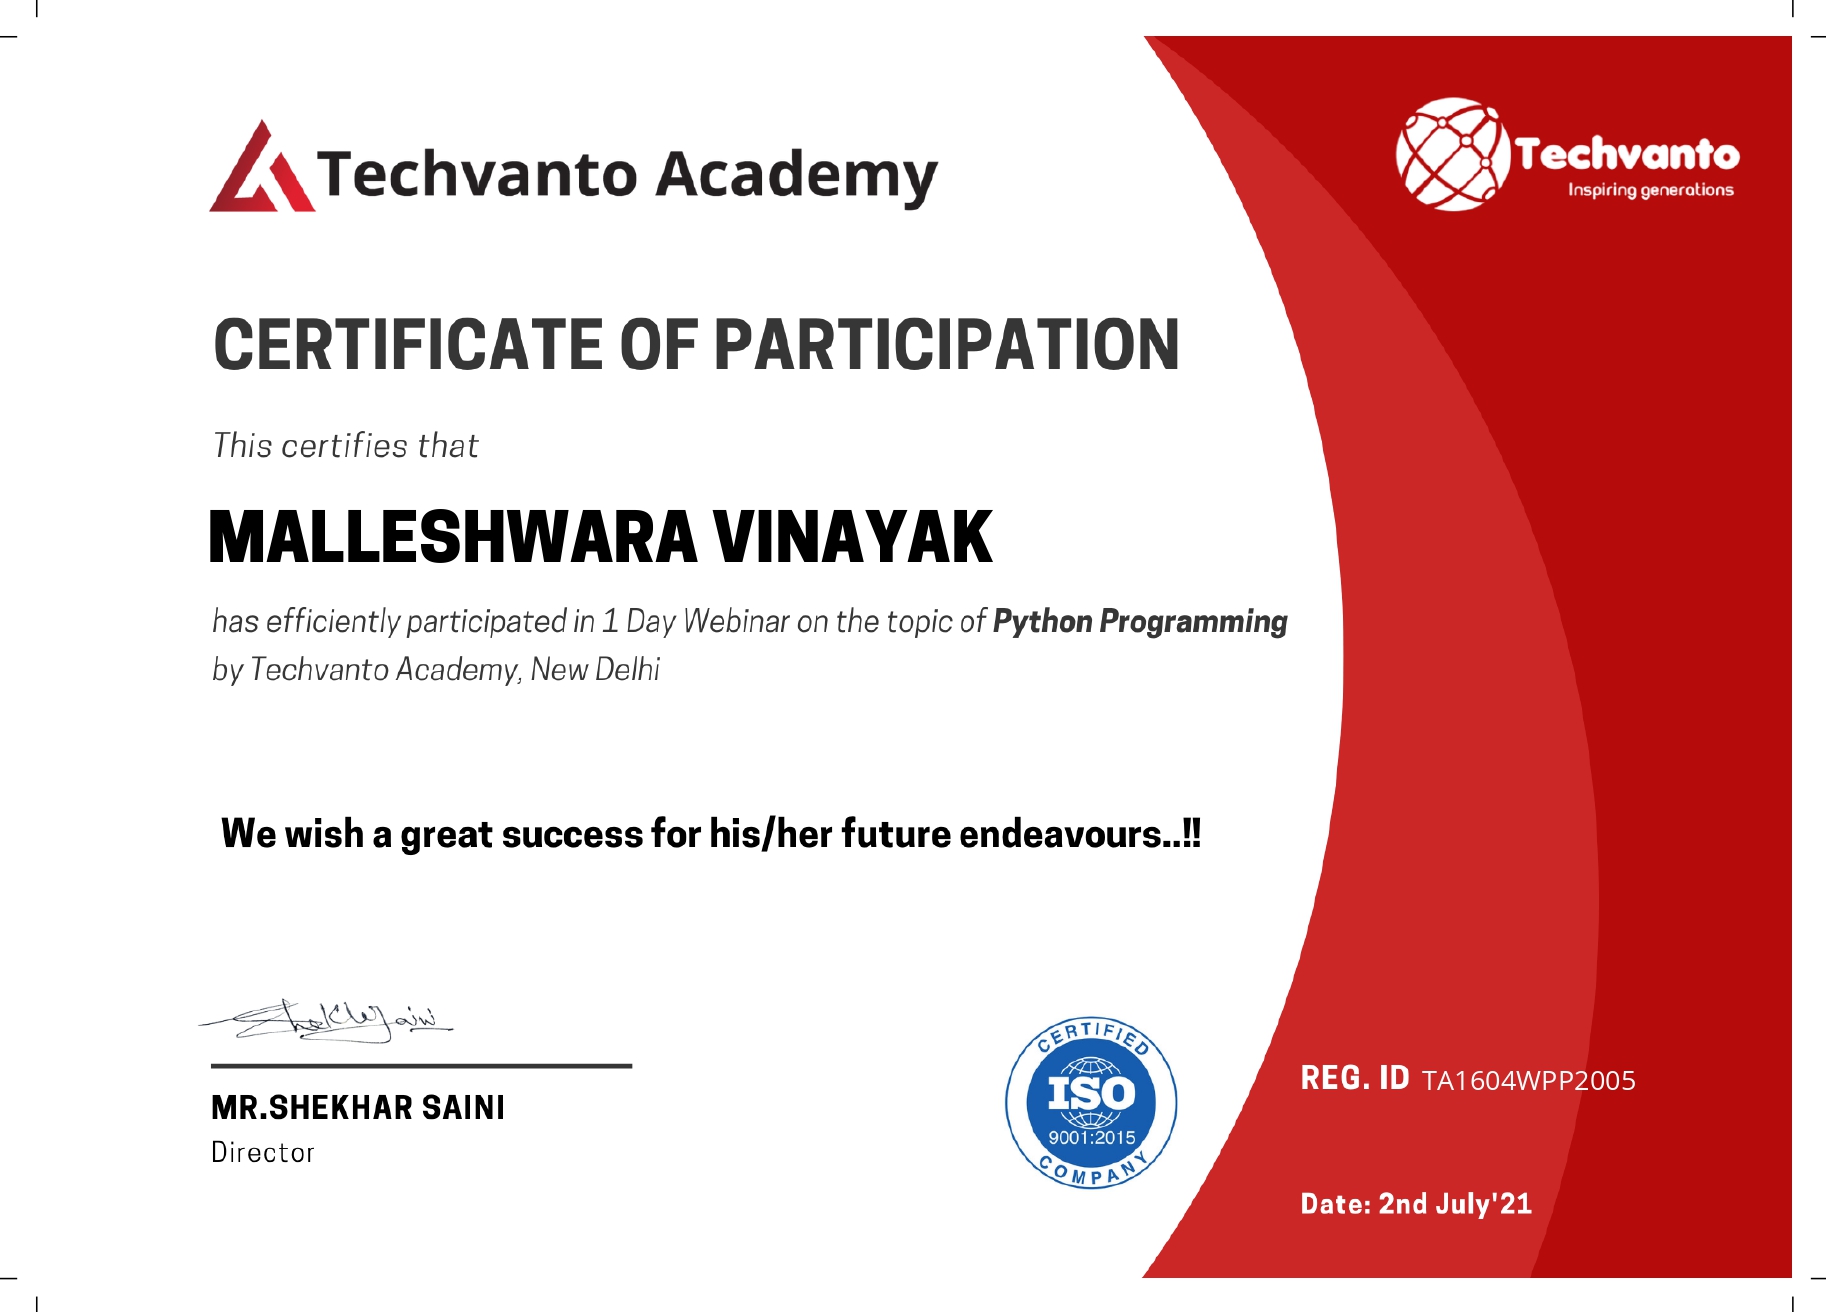 Techvanto Academy
Techvanto
Inspiring generations
CERTIFICATE OF PARTICIPATION
This certifies that
MALLESHWARA VINAYAK
has efficiently participated in 1 Day Webinar on the topic of Python Programming
by Techvanto Academy, New Delhi
We wish a great success for his/her future endeavours..!!
MR.SHEKHAR SAINI
Director
CERTIFIED
ISO
9001:2015
COMPANY
REG. ID TA1604WPP2005
Date: 2nd July'21